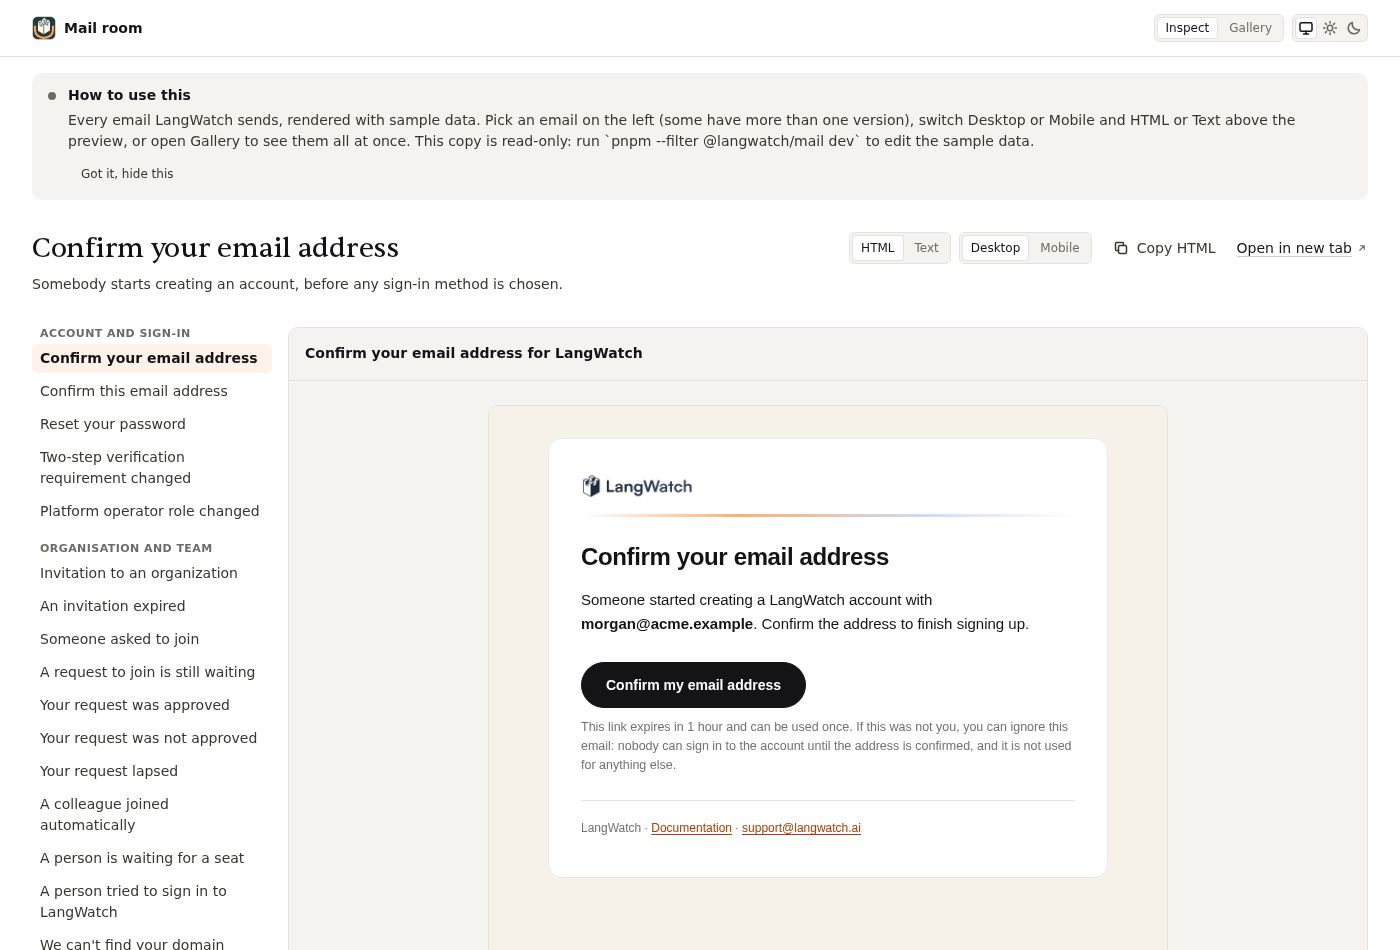 Mail room
Inspect
Gallery
How to use this
Every email LangWatch sends, rendered with sample data. Pick an email on the left (some have more than one version), switch Desktop or Mobile and HTML or Text above the
preview, or open Gallery to see them all at once. This copy is read-only: run `pnpm --filter @langwatch/mail dev` to edit the sample data.
Got it, hide this
Confirm your email address
HTML
Text
Desktop
Mobile
Copy HTML
Open in new tab ↗
Somebody starts creating an account, before any sign-in method is chosen.
ACCOUNT AND SIGN-IN
Confirm your email address
Confirm this email address
Reset your password
Two-step verification
requirement changed
Platform operator role changed
ORGANISATION AND TEAM
Invitation to an organization
An invitation expired
Someone asked to join
A request to join is still waiting
Your request was approved
Your request was not approved
Your request lapsed
A colleague joined
automatically
A person is waiting for a seat
A person tried to sign in to
LangWatch
We can't find your domain
Confirm your email address for LangWatch
LangWatch
Confirm your email address
Someone started creating a LangWatch account with
morgan@acme.example. Confirm the address to finish signing up.
Confirm my email address
This link expires in 1 hour and can be used once. If this was not you, you can ignore this
email: nobody can sign in to the account until the address is confirmed, and it is not used
for anything else.
LangWatch · Documentation · support@langwatch.ai